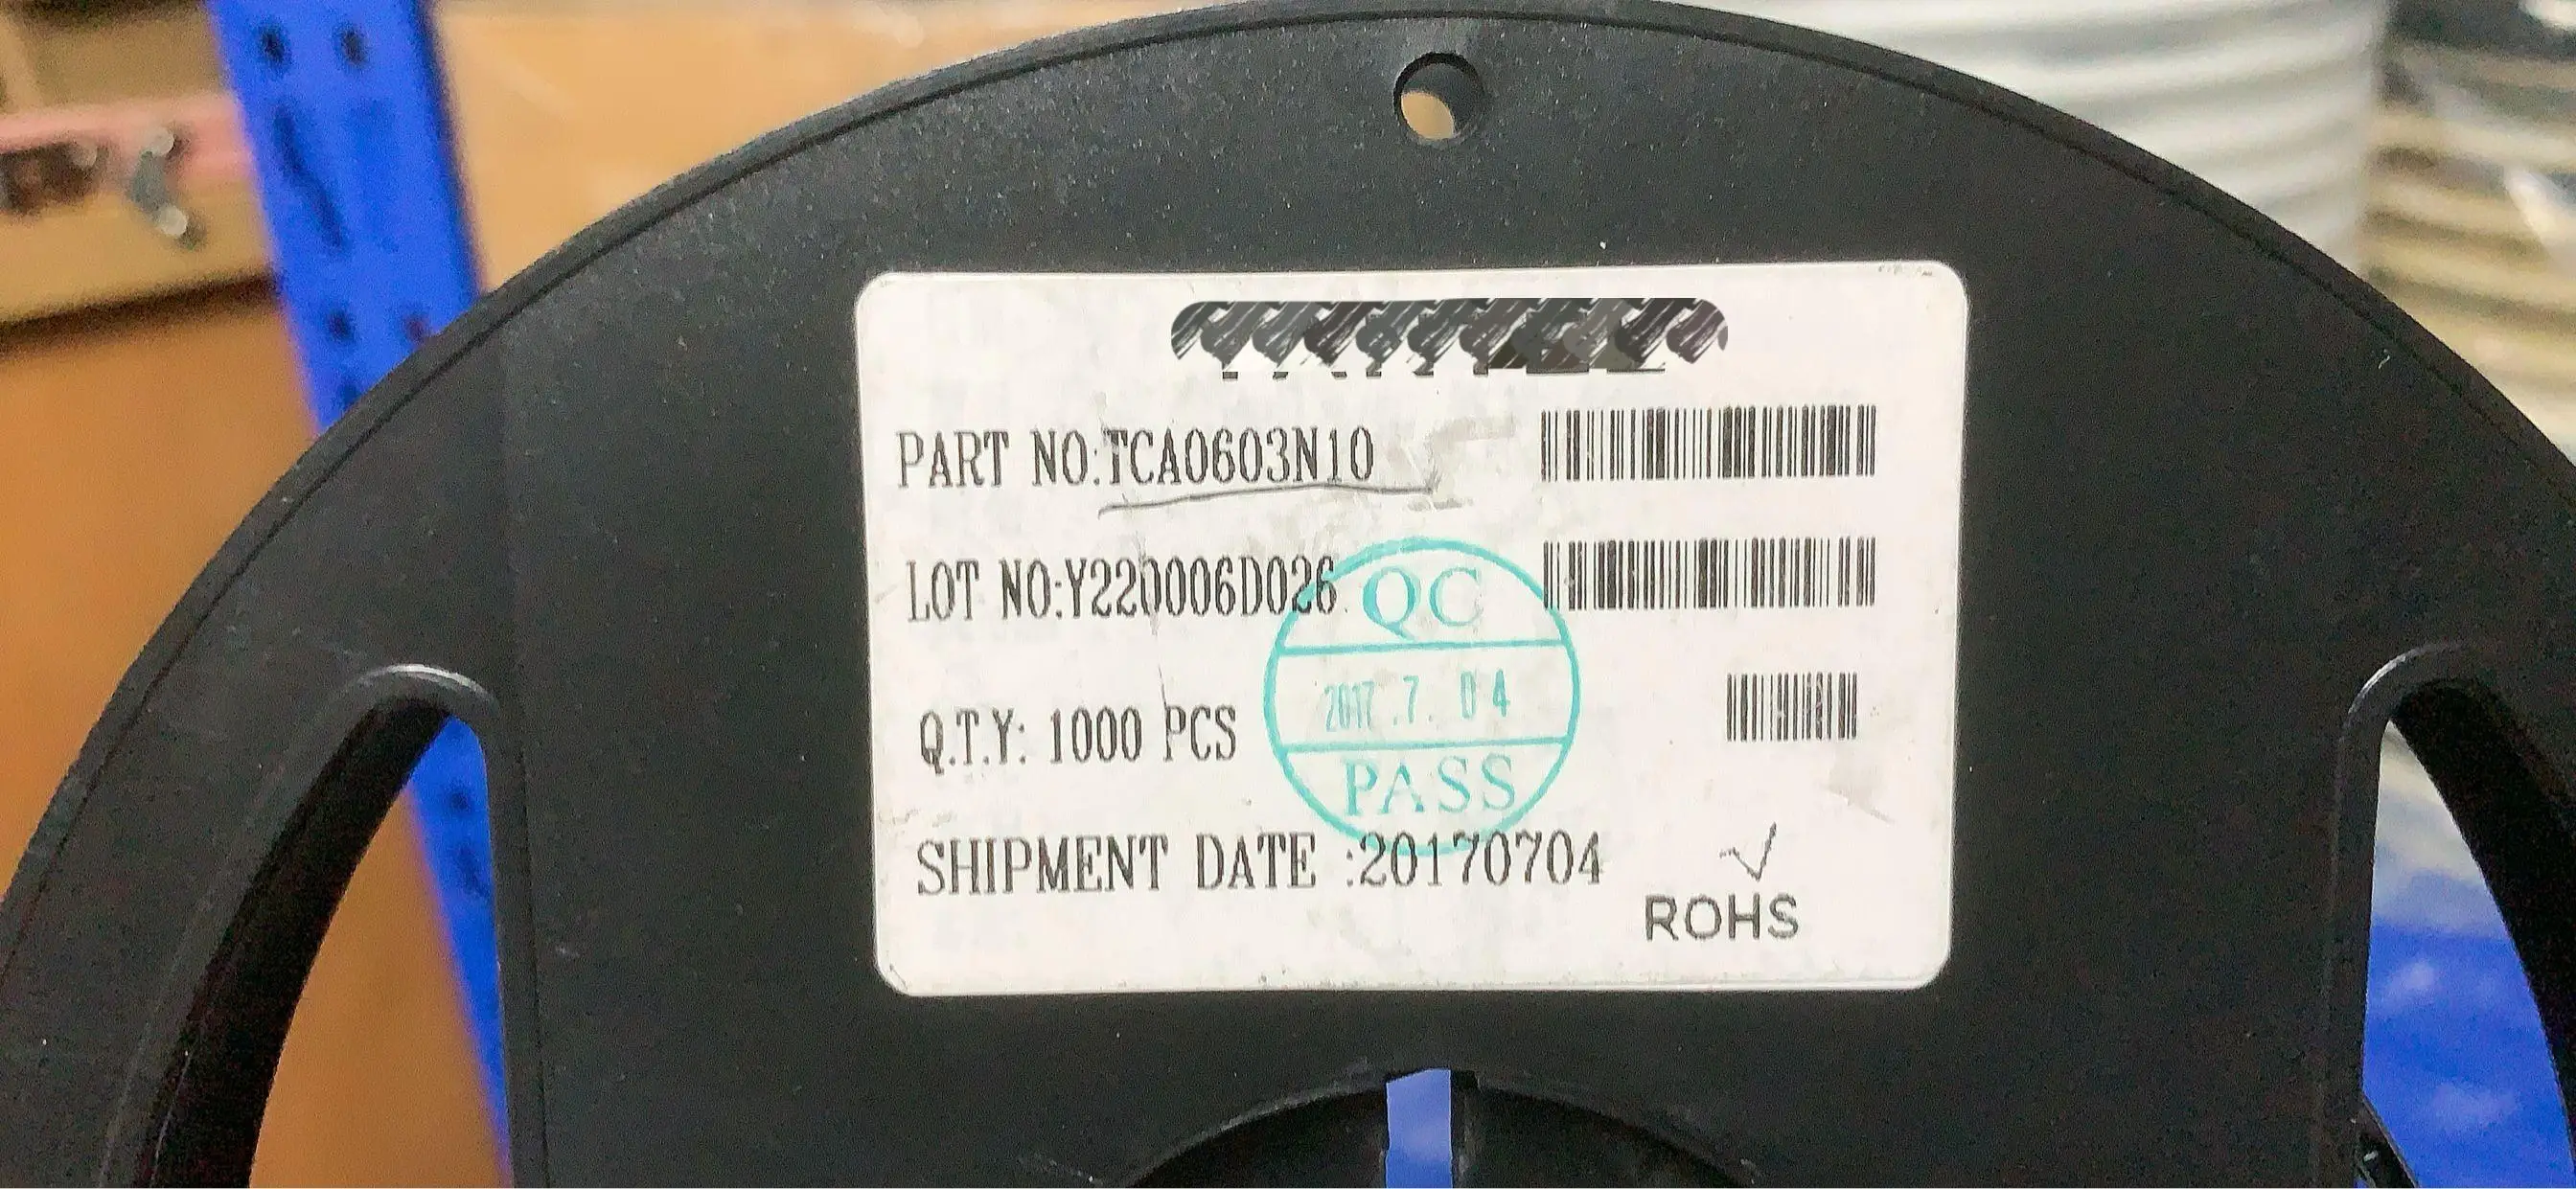 PART NO:TCA0603N10
LOT NO:Y220006D026
QC
2017.7.04
Q.T.Y: 1000 PCS
PASS
SHIPMENT DATE :20170704
√
ROHS